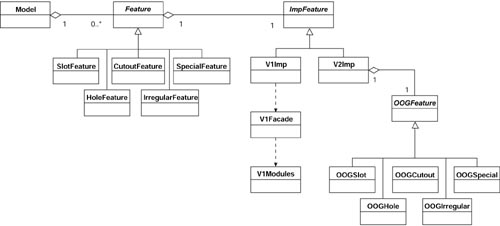 Model
Feature
ImpFeature
1
0..*
1
1
SlotFeature
CutoutFeature
SpecialFeature
V1Imp
V2Imp
1
HoleFeature
IrregularFeature
1
OOGFeature
V1Facade
V1Modules
OOGSlot
OOGCutout
OOGSpecial
OOGHole
OOGIrregular